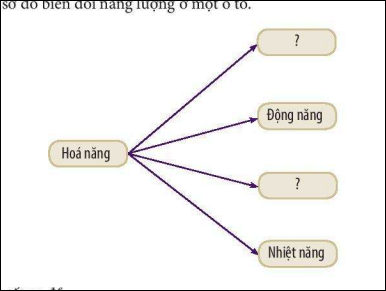 sơ đồ biến đổi năng lượng ở một ô tô.
?
Động năng
Hoá năng
?
Nhiệt năng